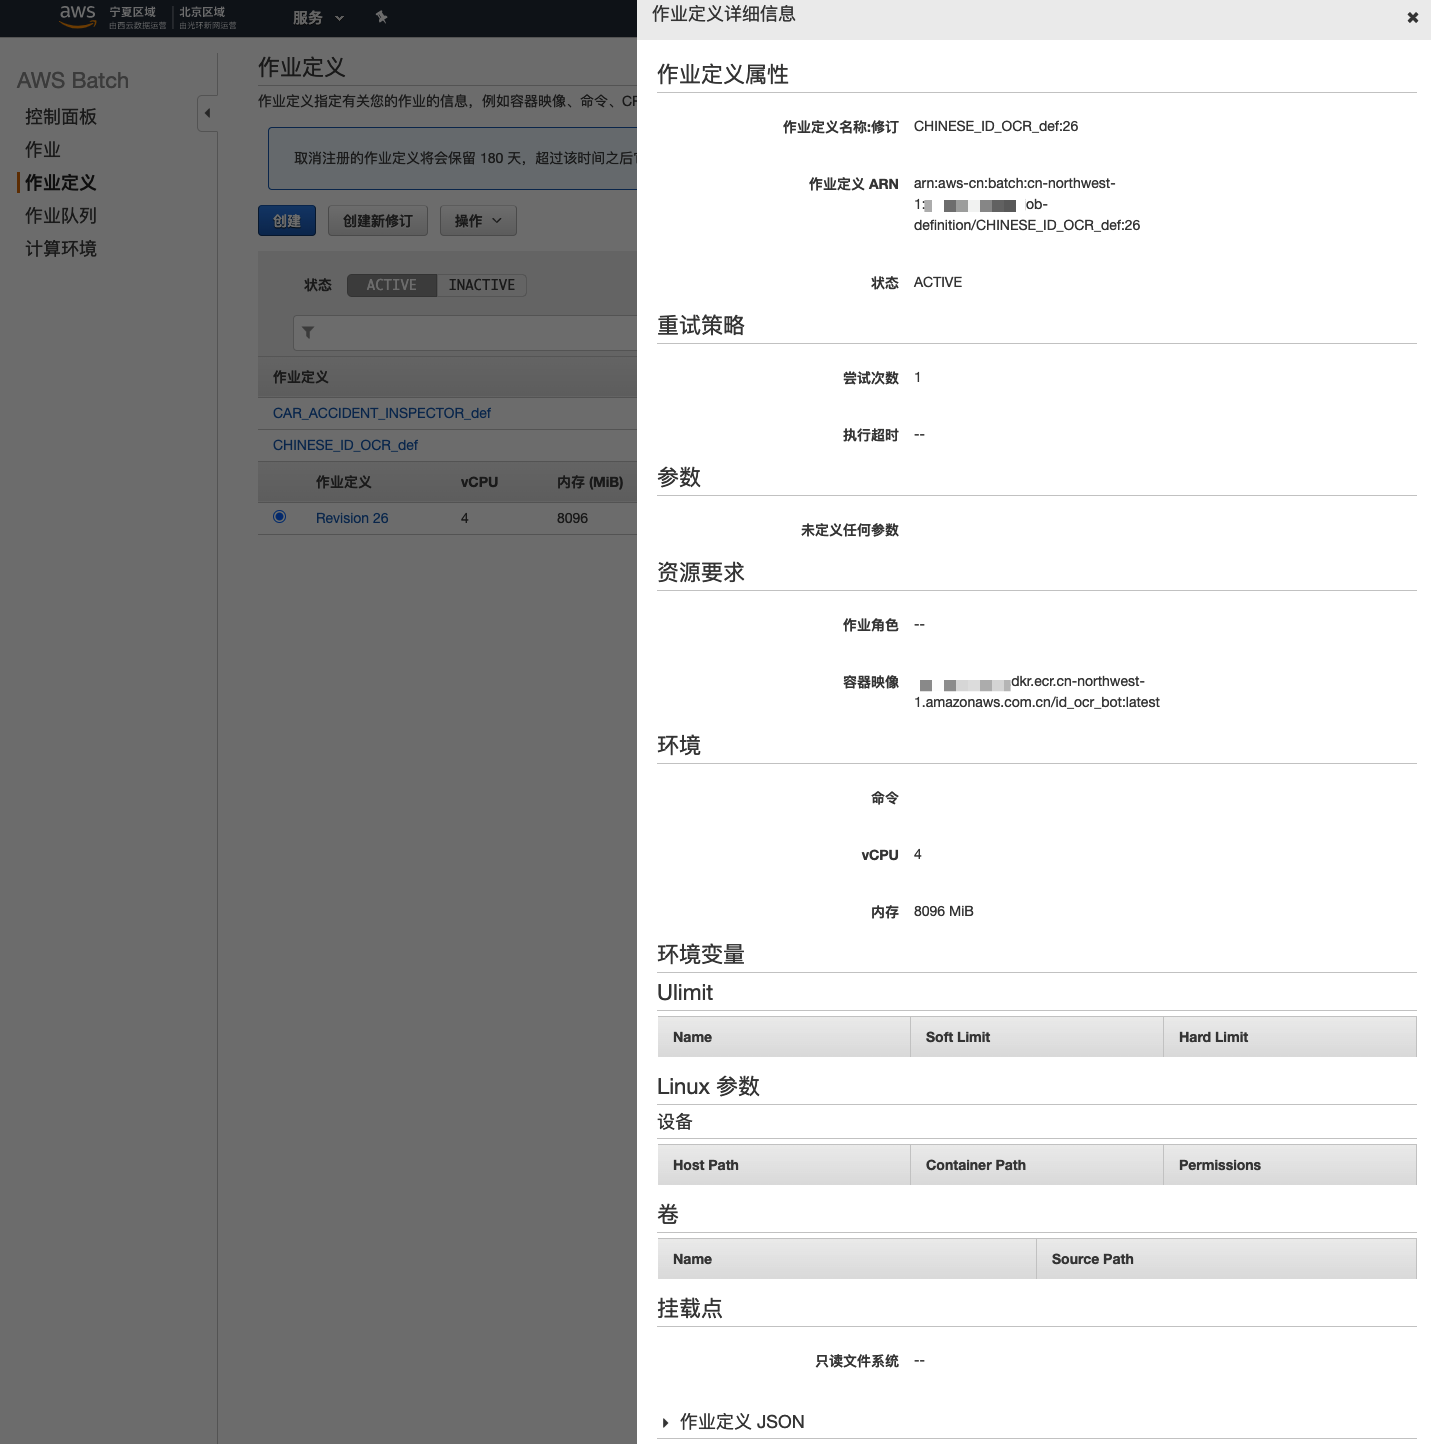 aws
宁夏区域
由西云数据运营
北京区域
由光环新网运营
服务
AWS Batch
控制面板
作业
作业定义
作业队列
计算环境
作业定义
作业定义指定有关您的作业的信息，例如容器映像、命令、CP
取消注册的作业定义将会保留 180 天，超过该时间之后
创建
创建新修订
操作
状态
ACTIVE
INACTIVE
作业定义
CAR_ACCIDENT_INSPECTOR_def
CHINESE_ID_OCR_def
作业定义 vCPU 内存 (MiB)
Revision 26 4 8096
作业定义详细信息
作业定义属性
作业定义名称:修订 CHINESE_ID_OCR_def:26
作业定义 ARN arn:aws-cn:batch:cn-northwest-
1: ob-
definition/CHINESE_ID_OCR_def:26
状态 ACTIVE
重试策略
尝试次数 1
执行超时 --
参数
未定义任何参数
资源要求
作业角色 --
容器映像 dkr.ecr.cn-northwest-
1.amazonaws.com.cn/id_ocr_bot:latest
环境
命令
vCPU 4
内存 8096 MiB
环境变量
Ulimit
Name Soft Limit Hard Limit
Linux 参数
设备
Host Path Container Path Permissions
卷
Name Source Path
挂载点
只读文件系统 --
作业定义 JSON